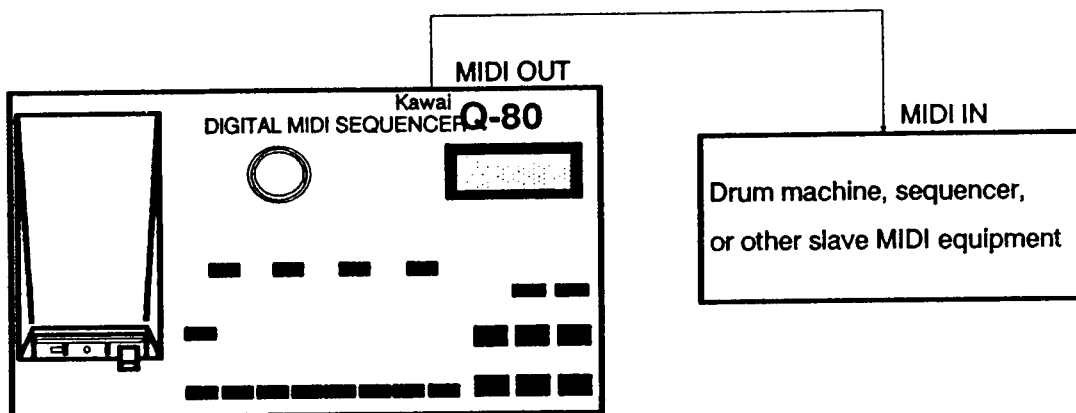 MIDI OUT
Kawai
DIGITAL MIDI SEQUENCER Q-80
MIDI IN
Drum machine, sequencer,
or other slave MIDI equipment